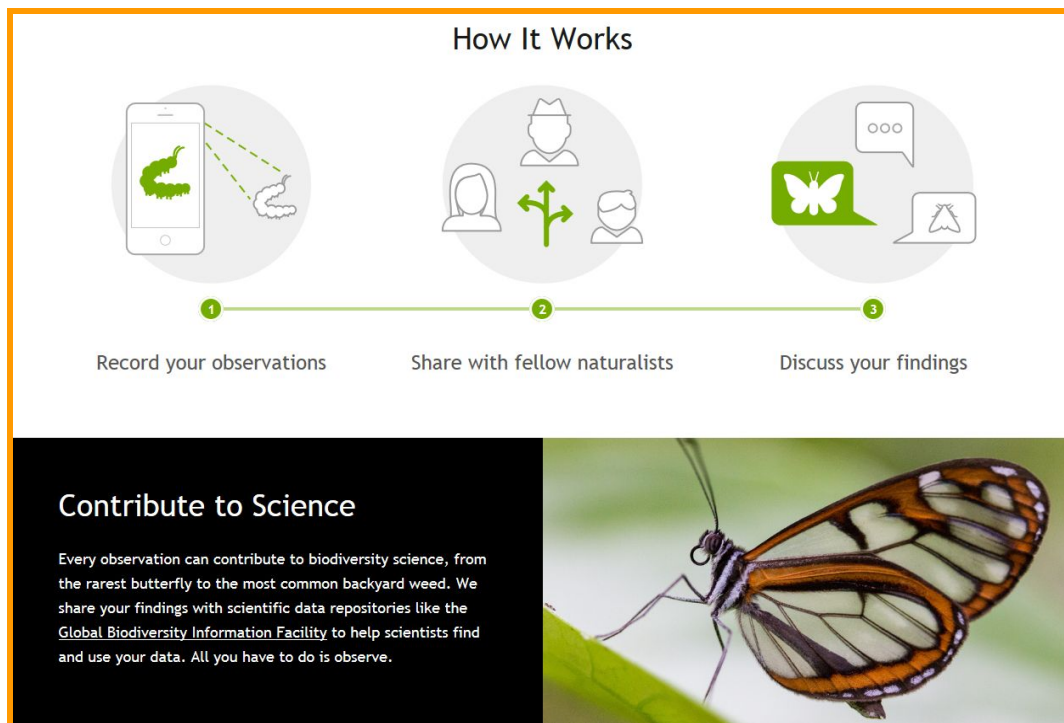 How It Works
1
2
3
Record your observations
Share with fellow naturalists
Discuss your findings
Contribute to Science
Every observation can contribute to biodiversity science, from
the rarest butterfly to the most common backyard weed. We
share your findings with scientific data repositories like the
Global Biodiversity Information Facility to help scientists find
and use your data. All you have to do is observe.